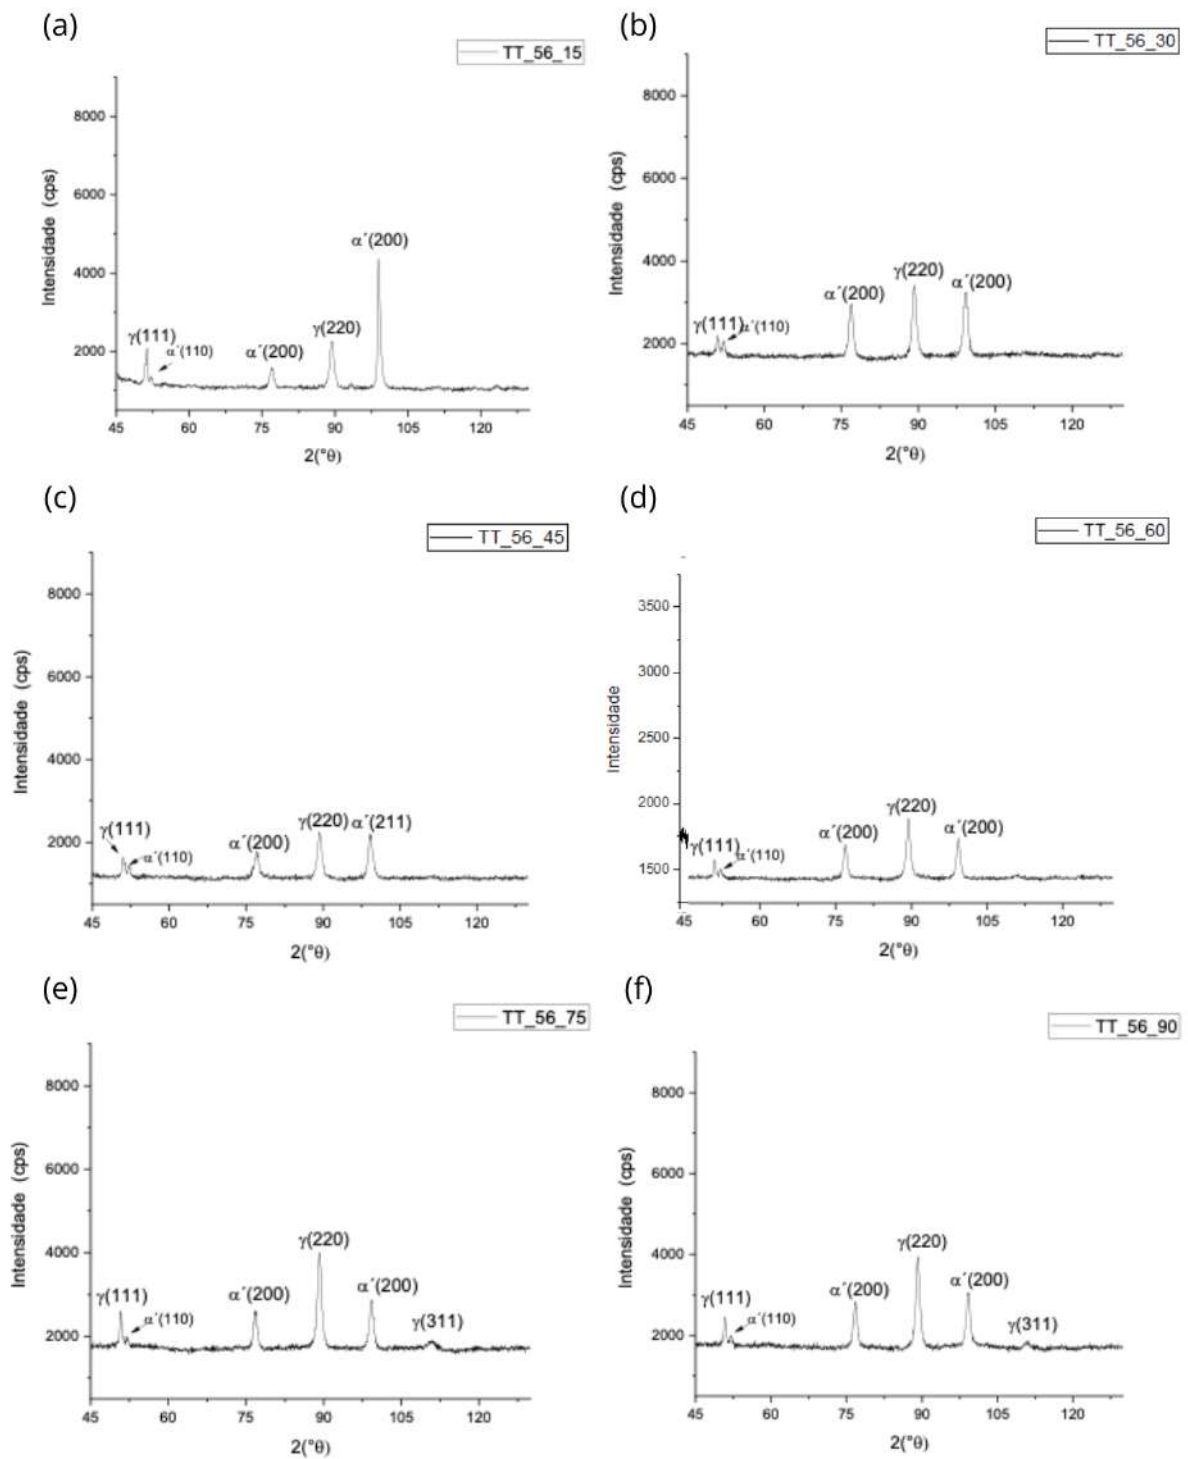 (a)
TT_56_15
8000
6000
4000
2000
Intensidade (cps)
γ(111)
α´(110)
α´(200)
γ(220)
α´(200)
45 60 75 90 105 120
2(°θ)
(b)
TT_56_30
8000
6000
4000
2000
Intensidade (cps)
γ(111)
α´(110)
α´(200)
γ(220)
α´(200)
45 60 75 90 105 120
2(°θ)
(c)
TT_56_45
8000
6000
4000
2000
Intensidade (cps)
γ(111)
α´(110)
α´(200)
γ(220)
α´(211)
45 60 75 90 105 120
2(°θ)
(d)
TT_56_60
3500
3000
2500
2000
1500
Intensidade
γ(111)
α´(110)
α´(200)
γ(220)
α´(200)
45 60 75 90 105 120
2(°θ)
(e)
TT_56_75
8000
6000
4000
2000
Intensidade (cps)
γ(111)
α´(110)
α´(200)
γ(220)
α´(200)
γ(311)
45 60 75 90 105 120
2(°θ)
(f)
TT_56_90
8000
6000
4000
2000
Intensidade (cps)
γ(111)
α´(110)
α´(200)
γ(220)
α´(200)
γ(311)
45 60 75 90 105 120
2(°θ)